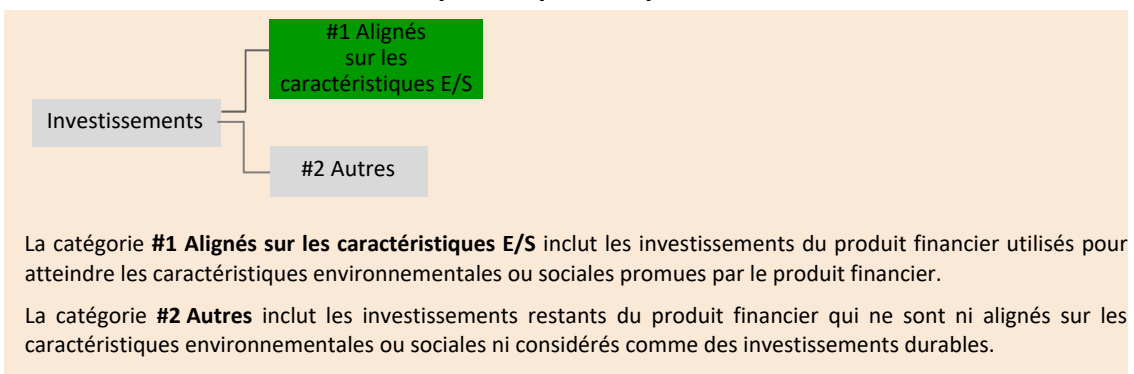 #1 Alignés
sur les
caractéristiques E/S
Investissements
#2 Autres
La catégorie #1 Alignés sur les caractéristiques E/S inclut les investissements du produit financier utilisés pour
atteindre les caractéristiques environnementales ou sociales promues par le produit financier.
La catégorie #2 Autres inclut les investissements restants du produit financier qui ne sont ni alignés sur les
caractéristiques environnementales ou sociales ni considérés comme des investissements durables.